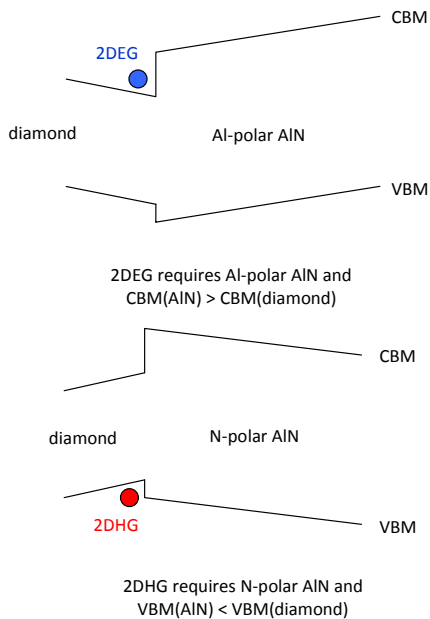 CBM
2DEG
diamond
Al-polar AlN
VBM
2DEG requires Al-polar AlN and
CBM(AlN) > CBM(diamond)
CBM
diamond
N-polar AlN
2DHG
VBM
2DHG requires N-polar AlN and
VBM(AlN) < VBM(diamond)